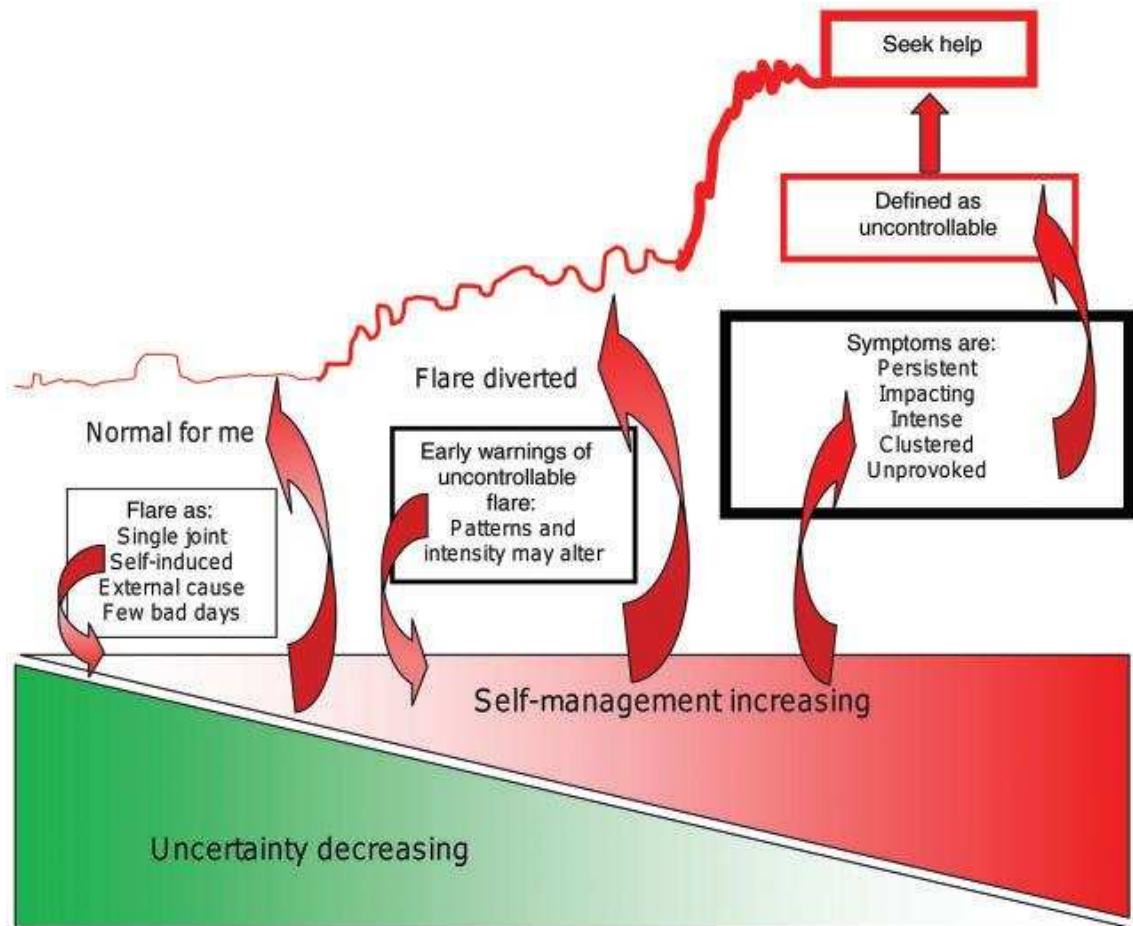 Seek help
Defined as
uncontrollable
Symptoms are:
Persistent
Impacting
Intense
Clustered
Unprovoked
Flare diverted
Normal for me
Early warnings of
uncontrollable
flare:
Patterns and
intensity may alter
Flare as:
Single joint
Self-induced
External cause
Few bad days
Self-management increasing
Uncertainty decreasing